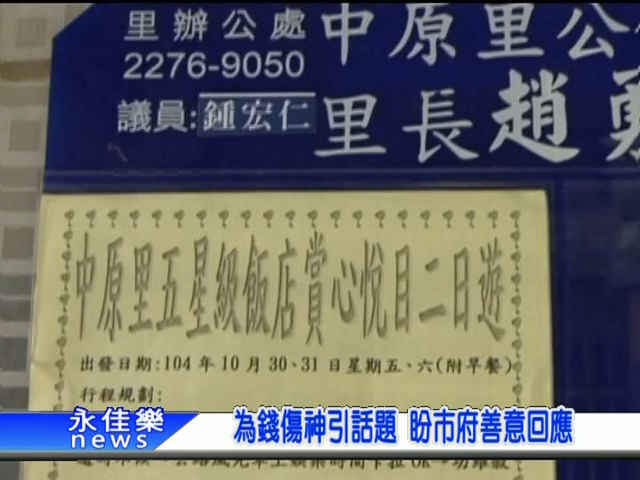 里辦公處
2276-9050
議員:鍾宏仁
中原里公
里長趙勇
中原里五星級飯店賞心悅目二日遊
出發日期:104年10月30、31日星期五、六(附早餐)
行程規劃:
永佳樂
news
為錢傷神引話題 盼市府善意回應